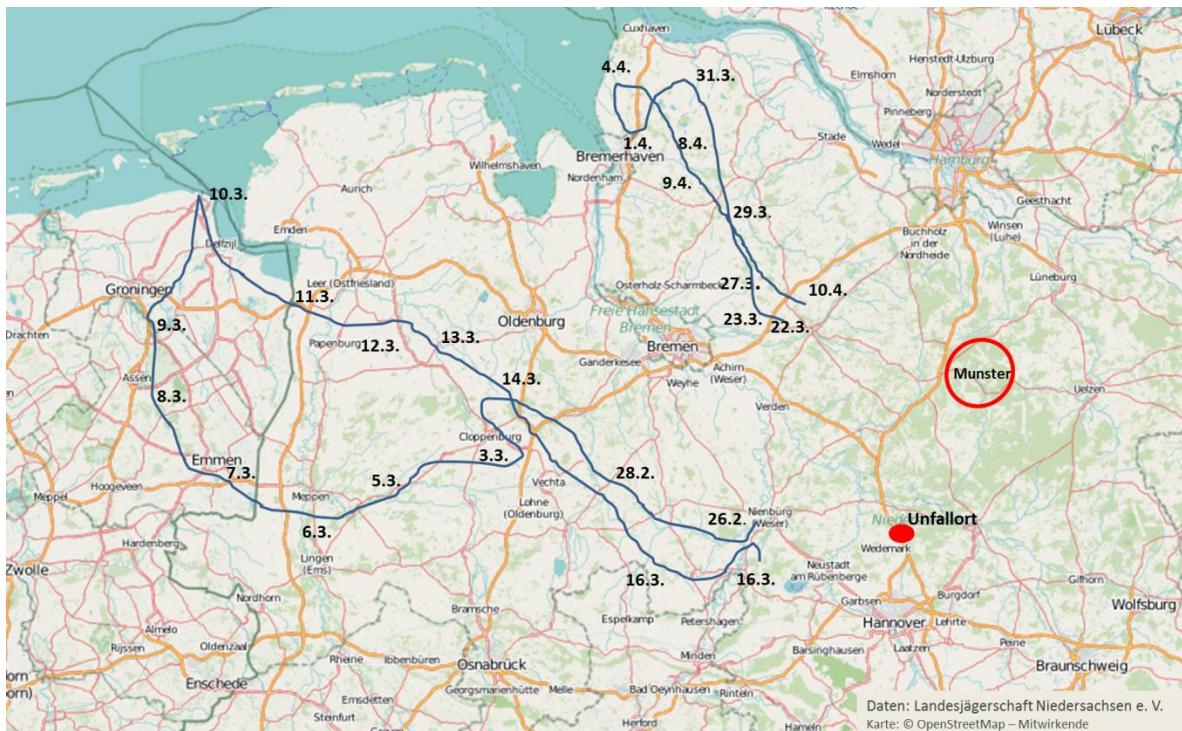 Cuxhaven
Lübeck
4.4.
31.3.
Elmshorn
Henstedt-Ulzburg
Norderstedt
Pinneberg
1.4.
8.4.
Stade
Wedel
Hamburg
Bremerhaven
Wilhelmshaven
Nordenham
9.4.
Geesthacht
10.3.
Aurich
29.3.
Buchholz
in der
Nordheide
Winsen
(Luhe)
Emden
Delfzijl
Lüneburg
Groningen
Leer (Ostfriesland)
27.3.
Osterholz-Scharmbeck
10.4.
11.3.
Freie Hansestadt
Bremen
23.3.
22.3.
Oldenburg
9.3.
Drachten
Papenburg
12.3.
13.3.
Bremen
Ganderkesee
Achim
(Weser)
Weyhe
Munster
Uelzen
Assen
14.3.
8.3.
Verden
Cloppenburg
3.3.
Emmen
7.3.
5.3.
28.2.
Vechta
Hoogeveen
Meppel
Meppen
Lohne
(Oldenburg)
26.2.
Nienburg
(Weser)
Unfallort
6.3.
Hardenberg
Lingen
(Ems)
Wedemark
Zwolle
16.3.
16.3.
Neustadt
am Rübenberge
Gifhorn
Nordhorn
Garbsen
Burgdorf
Wolfsburg
Bramsche
Espelkamp
Petershagen
Hannover
Lehrte
Almelo
Rijssen
Oldenzaal
Rheine
Ibbenbüren
Osnabrück
Minden
Barsinghausen
Laatzen
Peine
Braunschweig
Enschede
Georgsmarienhütte
Melle
Bad Oeynhausen
Rinteln
Emsdetten
Steinfurt
Herford
Hameln
Daten: Landesjägerschaft Niedersachsen e. V.
Karte: © OpenStreetMap – Mitwirkende